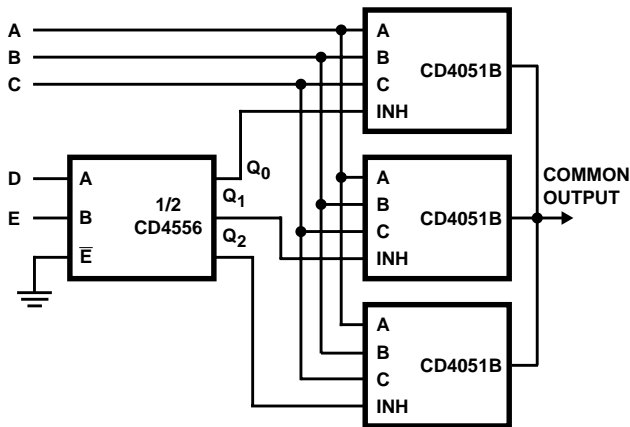 A
B
C
A
B
C
INH
CD4051B
D
E
A
B
E̅
1/2
CD4556
Q0
Q1
Q2
A
B
C
INH
CD4051B
COMMON
OUTPUT
A
B
C
INH
CD4051B